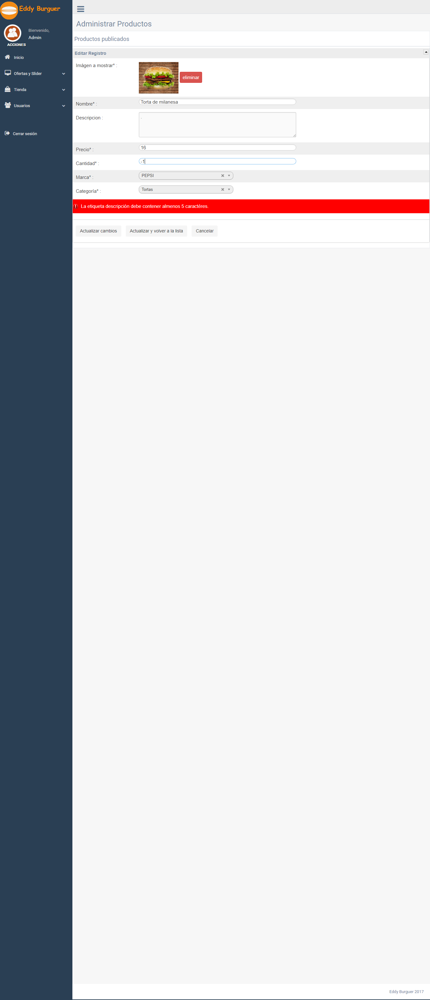 Eddy Burguer
Bienvenido,
Admin
ACCIONES
Inicio
Ofertas y Slider
Tienda
Usuarios
Cerrar sesión
Administrar Productos
Productos publicados
Editar Registro
Imágen a mostrar* :
eliminar
Nombre* :
Torta de milanesa
Descripcion :
.
Precio* :
16
Cantidad* :
-1
Marca* :
PEPSI
Categoría* :
Tortas
La etiqueta descripción debe contener almenos 5 caractéres.
Actualizar cambios
Actualizar y volver a la lista
Cancelar
Eddy Burguer 2017